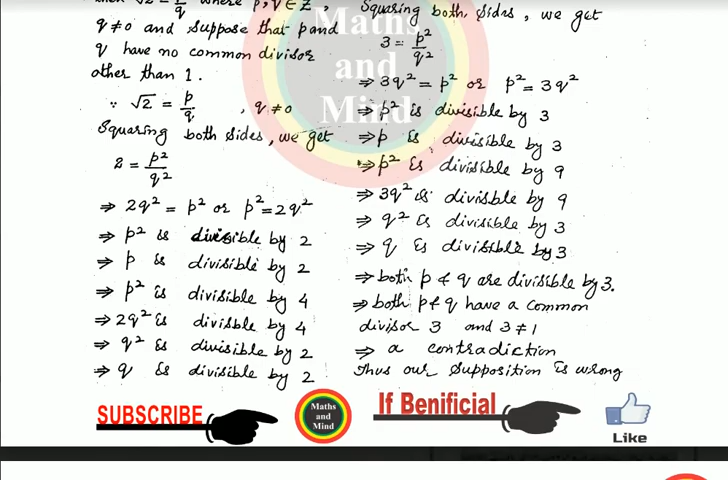 then √2 = p/q where p, q ∈ Z,
q ≠ 0 and suppose that p and
q have no common divisor
other than 1.
∵ √2 = p/q , q ≠ 0
Squaring both sides, we get
2 = p²/q²
⇒ 2q² = p² or p² = 2q²
⇒ p² is divisible by 2
⇒ p is divisible by 2
⇒ p² is divisible by 4
⇒ 2q² is divisible by 4
⇒ q² is divisible by 2
⇒ q is divisible by 2
Squaring both sides, we get
3 = p²/q²
⇒ 3q² = p² or p² = 3q²
⇒ p² is divisible by 3
⇒ p is divisible by 3
⇒ p² is divisible by 9
⇒ 3q² is divisible by 9
⇒ q² is divisible by 3
⇒ q is divisible by 3
⇒ both p & q are divisible by 3.
⇒ both p & q have a common
divisor 3 and 3 ≠ 1
⇒ a contradiction
Thus our supposition is wrong
Maths
and
Mind
SUBSCRIBE
Maths
and
Mind
If Benificial
Like